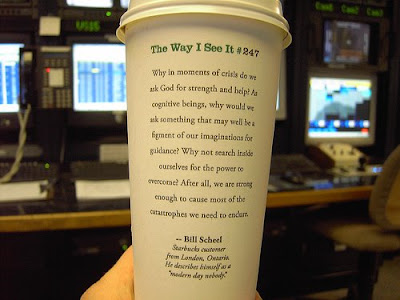 The Way I See It #247
Why in moments of crisis do we
ask God for strength and help? As
cognitive beings, why would we
ask something that may well be a
figment of our imaginations for
guidance? Why not search inside
ourselves for the power to
overcome? After all, we are strong
enough to cause most of the
catastrophes we need to endure.
-- Bill Scheel
Starbucks customer
from London, Ontario.
He describes himself as a
"modern day nobody."